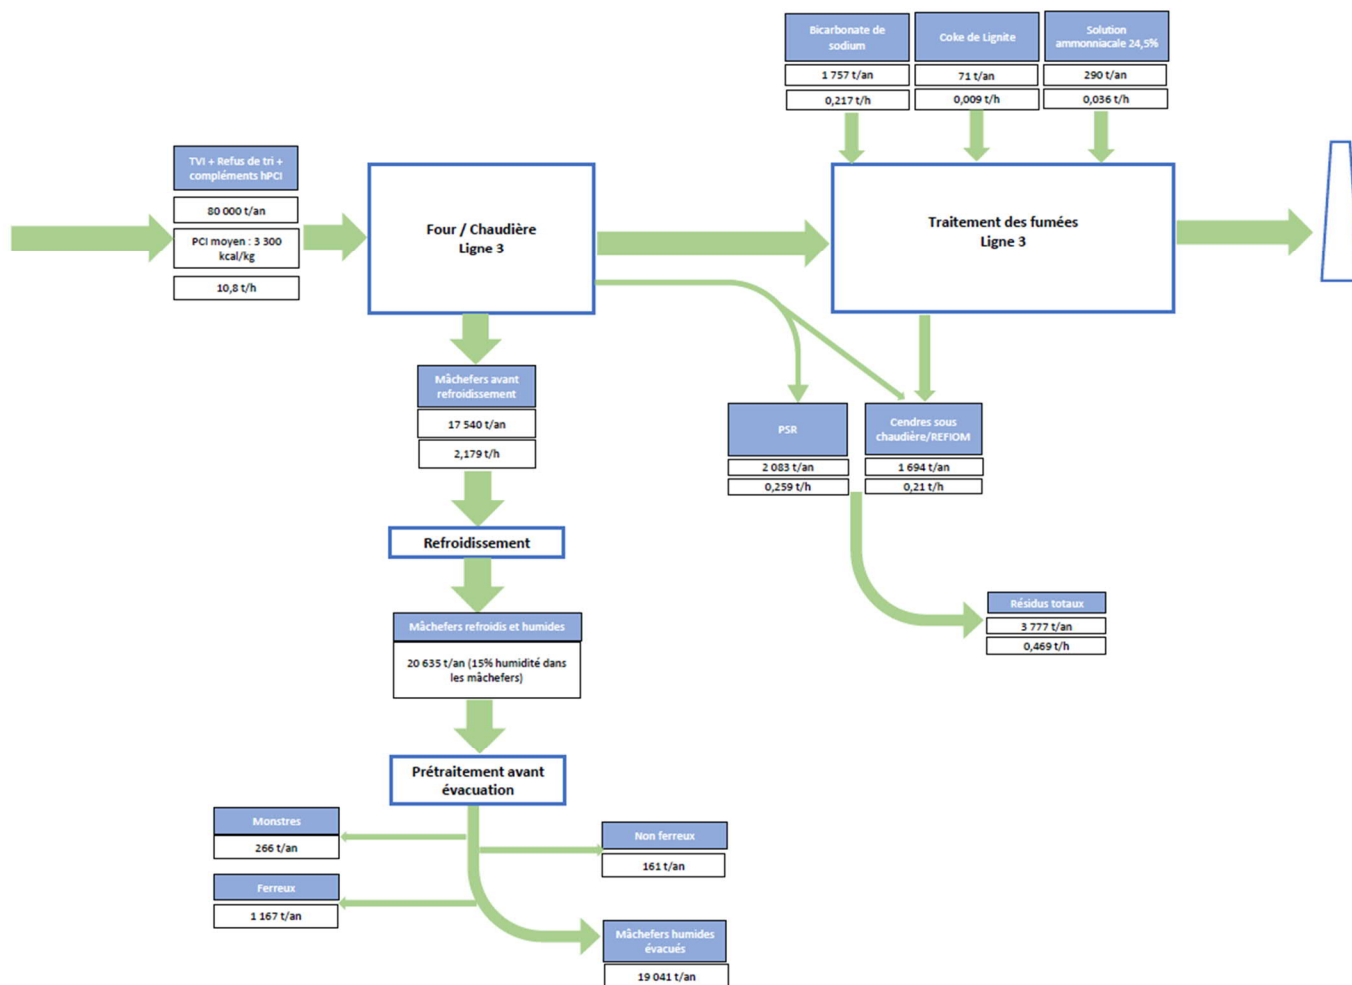 Bicarbonate de
sodium
1 757 t/an
0,217 t/h
Coke de Lignite
71 t/an
0,009 t/h
Solution
ammonniacale 24,5%
290 t/an
0,036 t/h
TVI + Refus de tri +
compléments hPCI
80 000 t/an
PCI moyen : 3 300
kcal/kg
10,8 t/h
Four / Chaudière
Ligne 3
Traitement des fumées
Ligne 3
Mâchefers avant
refroidissement
17 540 t/an
2,179 t/h
PSR
2 083 t/an
0,259 t/h
Cendres sous
chaudière/REFIOM
1 694 t/an
0,21 t/h
Refroidissement
Résidus totaux
3 777 t/an
0,469 t/h
Mâchefers refroidis et humides
20 635 t/an (15% humidité dans
les mâchefers)
Prétraitement avant
évacuation
Monstres
266 t/an
Non ferreux
161 t/an
Ferreux
1 167 t/an
Mâchefers humides
évacués
19 041 t/an